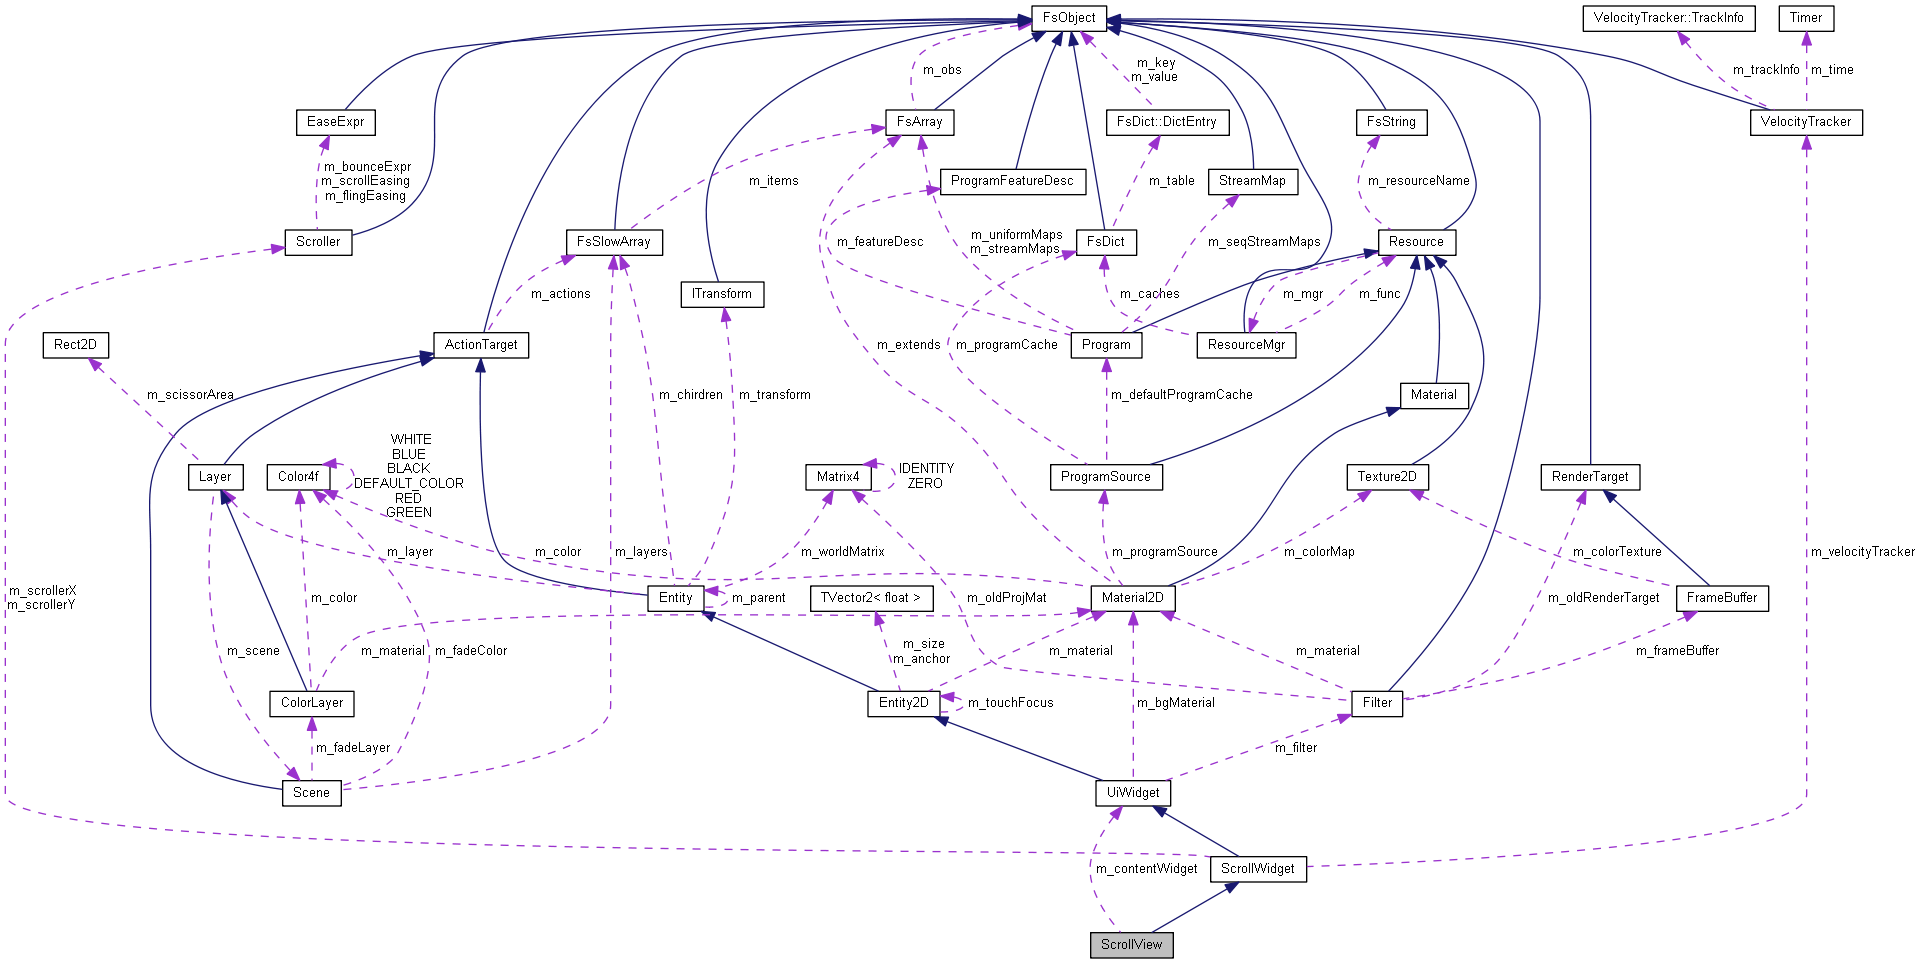 FsObject
VelocityTracker::TrackInfo
Timer
m_obs
m_key
m_value
m_trackInfo
m_time
EaseExpr
FsArray
FsDict::DictEntry
FsString
VelocityTracker
m_bounceExpr
m_scrollEasing
m_flingEasing
m_items
ProgramFeatureDesc
m_table
StreamMap
m_resourceName
Scroller
FsSlowArray
m_featureDesc
m_uniformMaps
m_streamMaps
FsDict
m_seqStreamMaps
Resource
m_actions
ITransform
m_caches
m_mgr
m_func
Rect2D
ActionTarget
m_extends
m_programCache
Program
ResourceMgr
m_scissorArea
m_chirdren
m_transform
m_defaultProgramCache
Material
WHITE
BLUE
BLACK
DEFAULT_COLOR
RED
GREEN
Layer
Color4f
Matrix4
IDENTITY
ZERO
ProgramSource
Texture2D
RenderTarget
m_layer
m_color
m_layers
m_worldMatrix
m_programSource
m_colorMap
m_colorTexture
m_velocityTracker
m_scrollerX
m_scrollerY
m_color
Entity
m_parent
TVector2< float >
m_oldProjMat
Material2D
m_oldRenderTarget
FrameBuffer
m_scene
m_material
m_fadeColor
m_size
m_anchor
m_material
m_material
m_frameBuffer
ColorLayer
Entity2D
m_touchFocus
m_bgMaterial
Filter
m_fadeLayer
m_filter
Scene
UiWidget
m_contentWidget
ScrollWidget
ScrollView